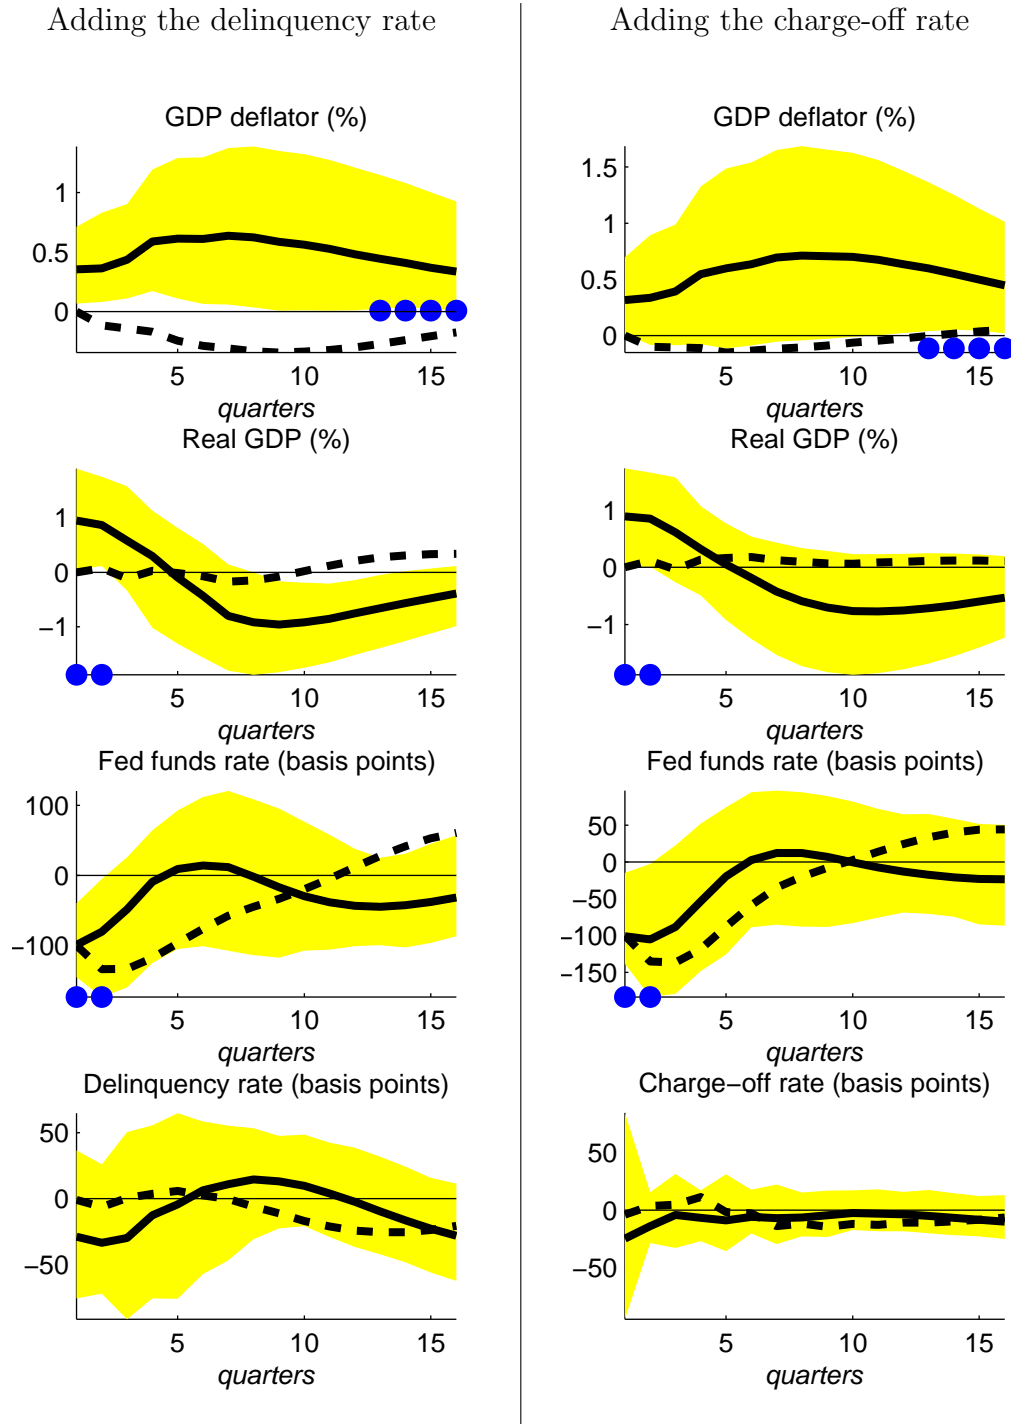 Adding the delinquency rate
Adding the charge-off rate
GDP deflator (%)
1
0.5
0
5 10 15
quarters
GDP deflator (%)
1.5
1
0.5
0
5 10 15
quarters
Real GDP (%)
1
0
−1
5 10 15
quarters
Real GDP (%)
1
0
−1
5 10 15
quarters
Fed funds rate (basis points)
100
0
−100
5 10 15
quarters
Fed funds rate (basis points)
50
0
−50
−100
−150
5 10 15
quarters
Delinquency rate (basis points)
50
0
−50
5 10 15
quarters
Charge−off rate (basis points)
50
0
−50
5 10 15
quarters